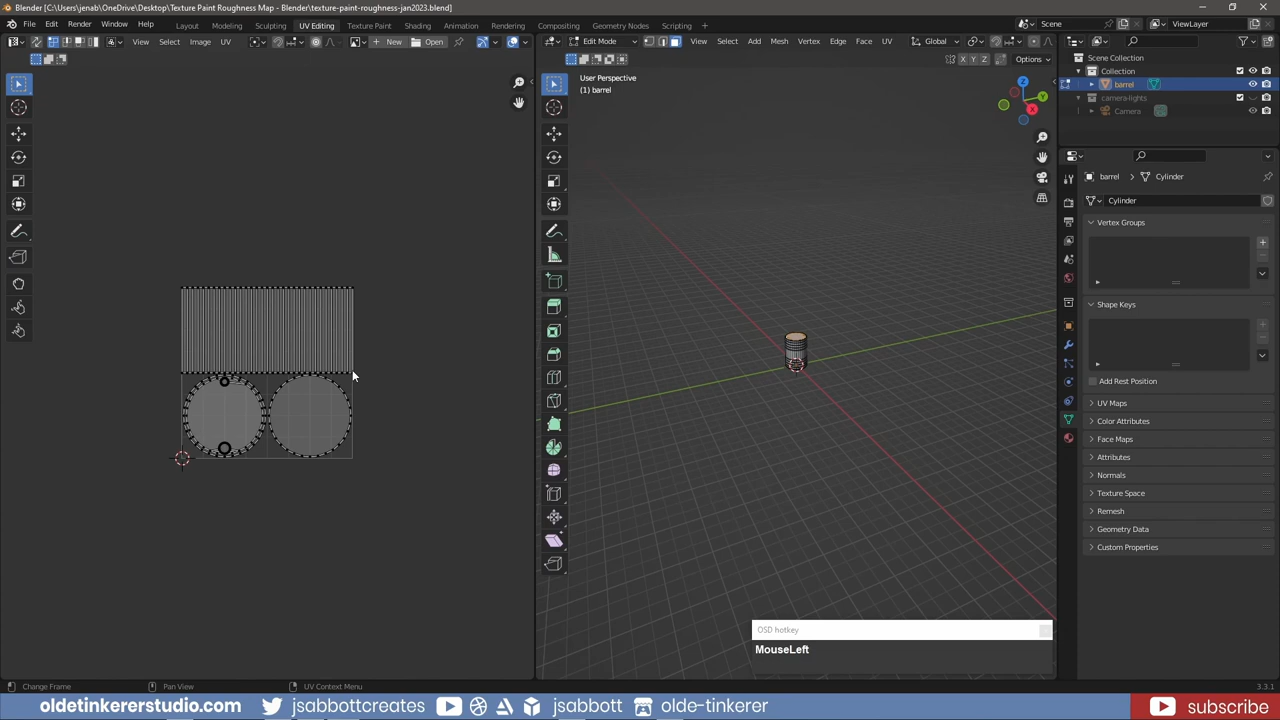 Blender [C:\Users\jenab\OneDrive\Desktop\Texture Paint Roughness Map - Blender\texture-paint-roughness-jan2023.blend]
File Edit Render Window Help Layout Modeling Sculpting UV Editing Texture Paint Shading Animation Rendering Compositing Geometry Nodes Scripting + Scene ViewLayer
View Select Image UV + New Open Edit Mode View Select Add Mesh Vertex Edge Face UV Global
X Y Z Options
Scene Collection
Collection
barrel
camera-lights
Camera
User Perspective
(1) barrel
Z
Y
X
barrel Cylinder
Cylinder
Vertex Groups
Shape Keys
Add Rest Position
UV Maps
Color Attributes
Face Maps
Attributes
Normals
Texture Space
Remesh
Geometry Data
Custom Properties
OSD hotkey
MouseLeft
Change Frame Pan View UV Context Menu 3.3.1
oldetinkererstudio.com jsabbottcreates jsabbott olde-tinkerer subscribe